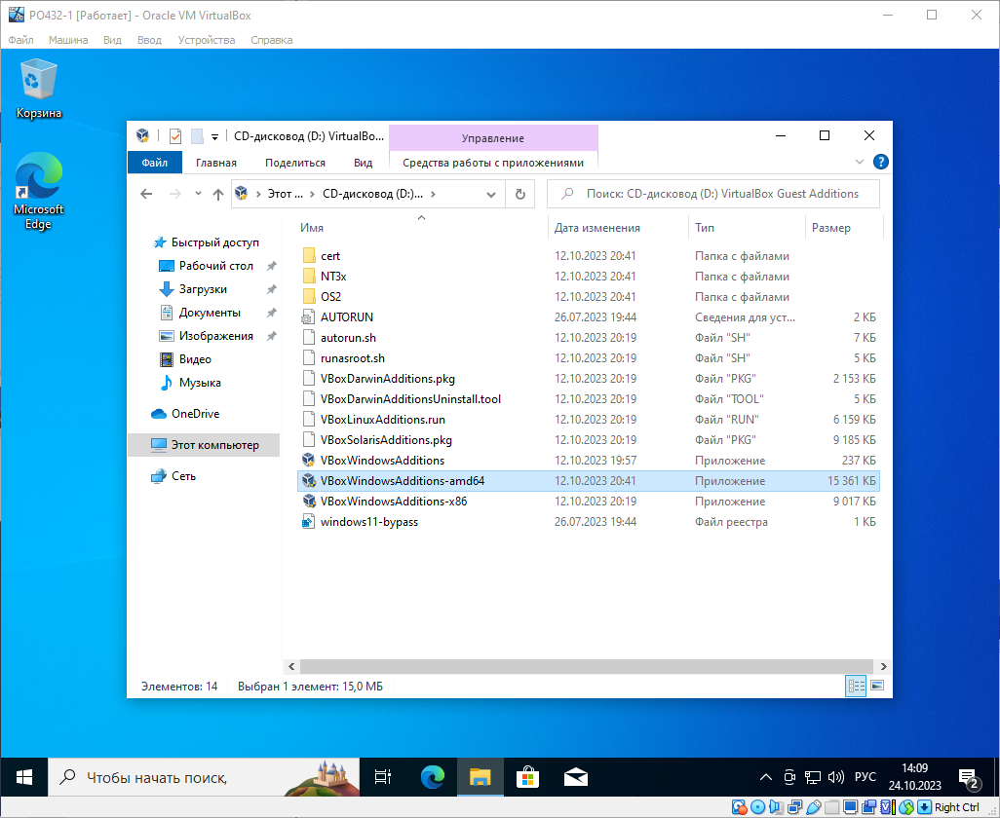 PO432-1 [Работает] - Oracle VM VirtualBox
Файл Машина Вид Ввод Устройства Справка
Корзина
Microsoft
Edge
CD-дисковод (D:) VirtualBo... Управление
Файл Главная Поделиться Вид Средства работы с приложениями
Этот ... CD-дисковод (D:)... Поиск: CD-дисковод (D:) VirtualBox Guest Additions
Имя Дата изменения Тип Размер
Быстрый доступ
Рабочий стол
Загрузки
Документы
Изображения
Видео
Музыка
OneDrive
Этот компьютер
Сеть
cert 12.10.2023 20:41 Папка с файлами
NT3x 12.10.2023 20:41 Папка с файлами
OS2 12.10.2023 20:41 Папка с файлами
AUTORUN 26.07.2023 19:44 Сведения для уст... 2 КБ
autorun.sh 12.10.2023 20:19 Файл "SH" 7 КБ
runasroot.sh 12.10.2023 20:19 Файл "SH" 5 КБ
VBoxDarwinAdditions.pkg 12.10.2023 20:19 Файл "PKG" 2 153 КБ
VBoxDarwinAdditionsUninstall.tool 12.10.2023 20:19 Файл "TOOL" 5 КБ
VBoxLinuxAdditions.run 12.10.2023 20:19 Файл "RUN" 6 159 КБ
VBoxSolarisAdditions.pkg 12.10.2023 20:19 Файл "PKG" 9 185 КБ
VBoxWindowsAdditions 12.10.2023 19:57 Приложение 237 КБ
VBoxWindowsAdditions-amd64 12.10.2023 20:41 Приложение 15 361 КБ
VBoxWindowsAdditions-x86 12.10.2023 20:19 Приложение 9 017 КБ
windows11-bypass 26.07.2023 19:44 Файл реестра 1 КБ
Элементов: 14 Выбран 1 элемент: 15,0 МБ
Чтобы начать поиск,
РУС
14:09
24.10.2023
2
Right Ctrl